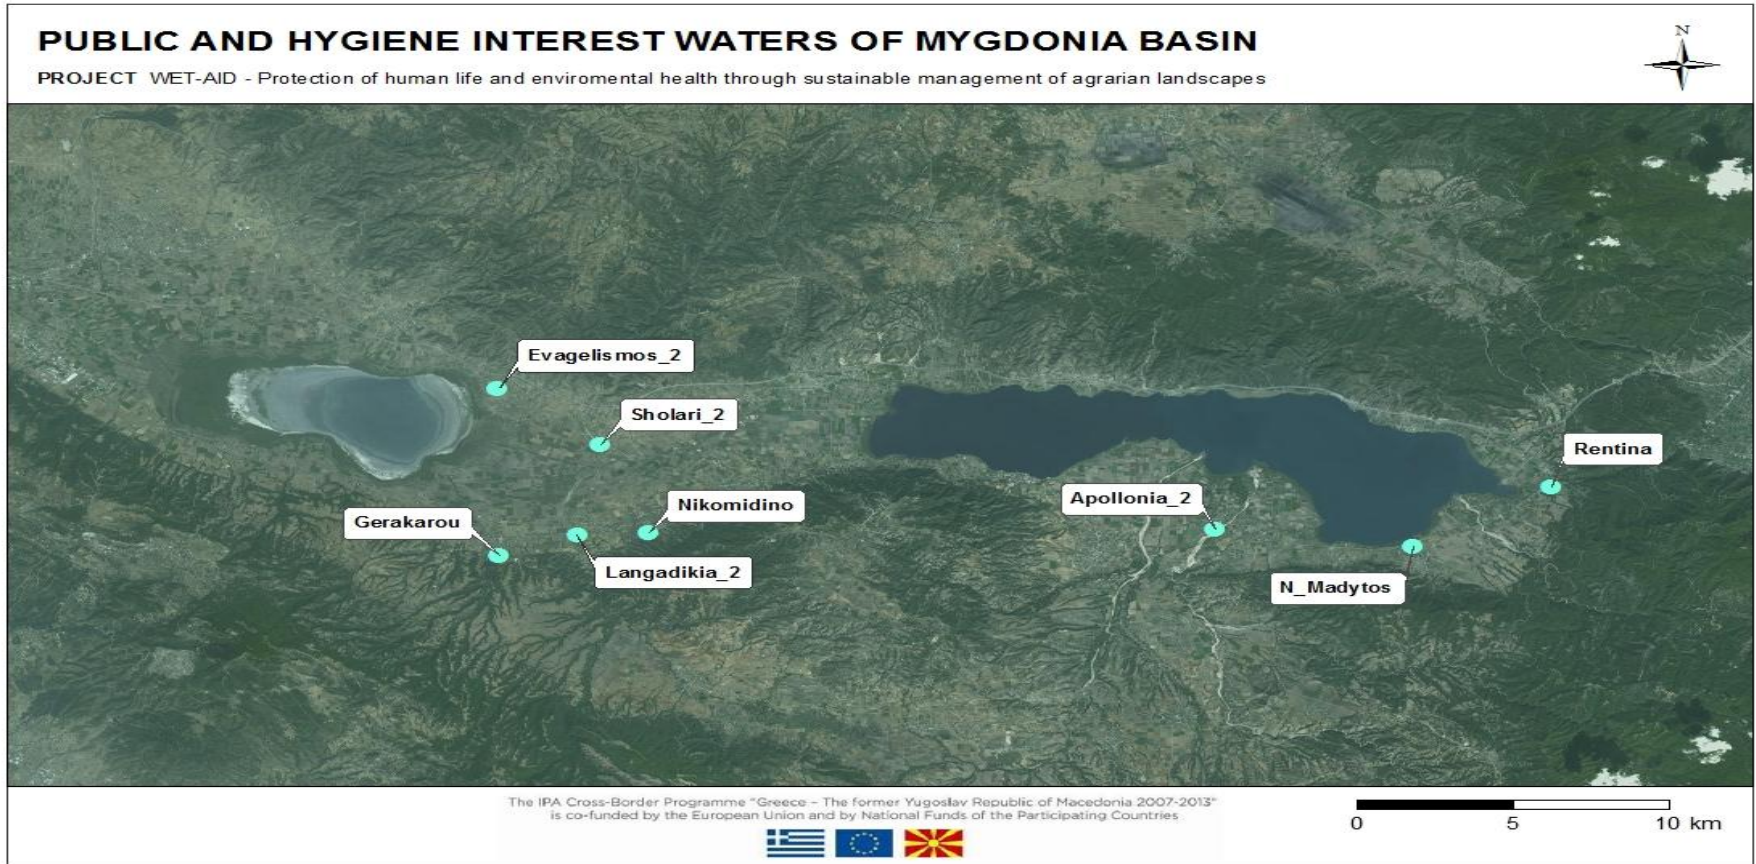 PUBLIC AND HYGIENE INTEREST WATERS OF MYGDONIA BASIN
PROJECT WET-AID - Protection of human life and enviromental health through sustainable management of agrarian landscapes
N
Evagelismos_2
Sholari_2
Rentina
Apollonia_2
Nikomidino
Gerakarou
Langadikia_2
N_Madytos
The IPA Cross-Border Programme "Greece – The former Yugoslav Republic of Macedonia 2007-2013"
is co-funded by the European Union and by National Funds of the Participating Countries
0 5 10 km